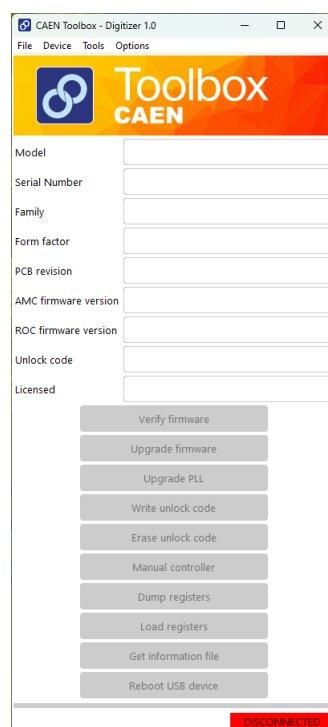 CAEN Toolbox - Digitizer 1.0
File Device Tools Options
Toolbox
CAEN
Model
Serial Number
Family
Form factor
PCB revision
AMC firmware version
ROC firmware version
Unlock code
Licensed
Verify firmware
Upgrade firmware
Upgrade PLL
Write unlock code
Erase unlock code
Manual controller
Dump registers
Load registers
Get information file
Reboot USB device
DISCONNECTED